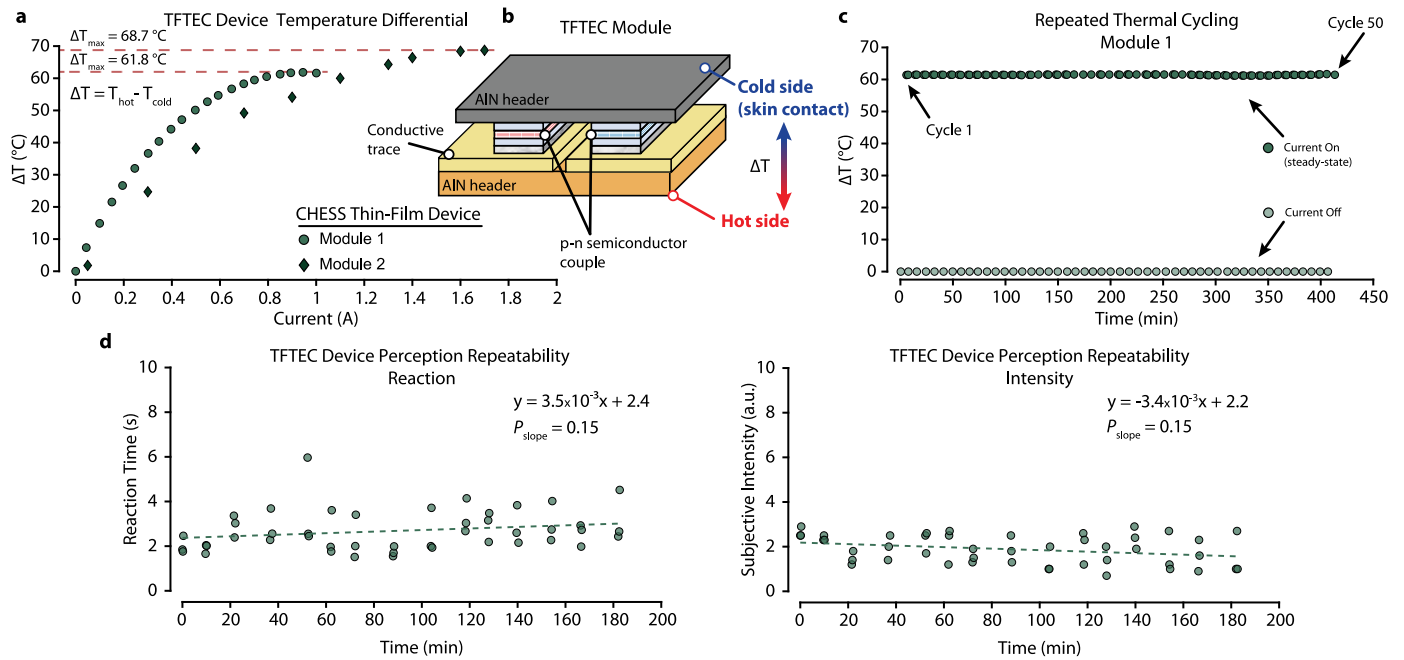 a
TFTEC Device Temperature Differential
ΔTmax = 68.7 °C
ΔTmax = 61.8 °C
ΔT = Thot - Tcold
70
60
50
40
30
20
10
0
ΔT (°C)
0
0.2
0.4
0.6
0.8
1
1.2
1.4
1.6
1.8
2
Current (A)
CHESS Thin-Film Device
Module 1
Module 2
b
TFTEC Module
AlN header
Conductive
trace
AlN header
Cold side
(skin contact)
ΔT
Hot side
p-n semiconductor
couple
c
Repeated Thermal Cycling
Module 1
Cycle 50
Cycle 1
Current On
(steady-state)
Current Off
70
60
50
40
30
20
10
0
ΔT (°C)
0
50
100
150
200
250
300
350
400
450
Time (min)
d
TFTEC Device Perception Repeatability
Reaction
y = 3.5x10⁻³x + 2.4
Pslope = 0.15
10
8
6
4
2
0
Reaction Time (s)
0
20
40
60
80
100
120
140
160
180
200
Time (min)
TFTEC Device Perception Repeatability
Intensity
y = -3.4x10⁻³x + 2.2
Pslope = 0.15
10
8
6
4
2
0
Subjective Intensity (a.u.)
0
20
40
60
80
100
120
140
160
180
200
Time (min)